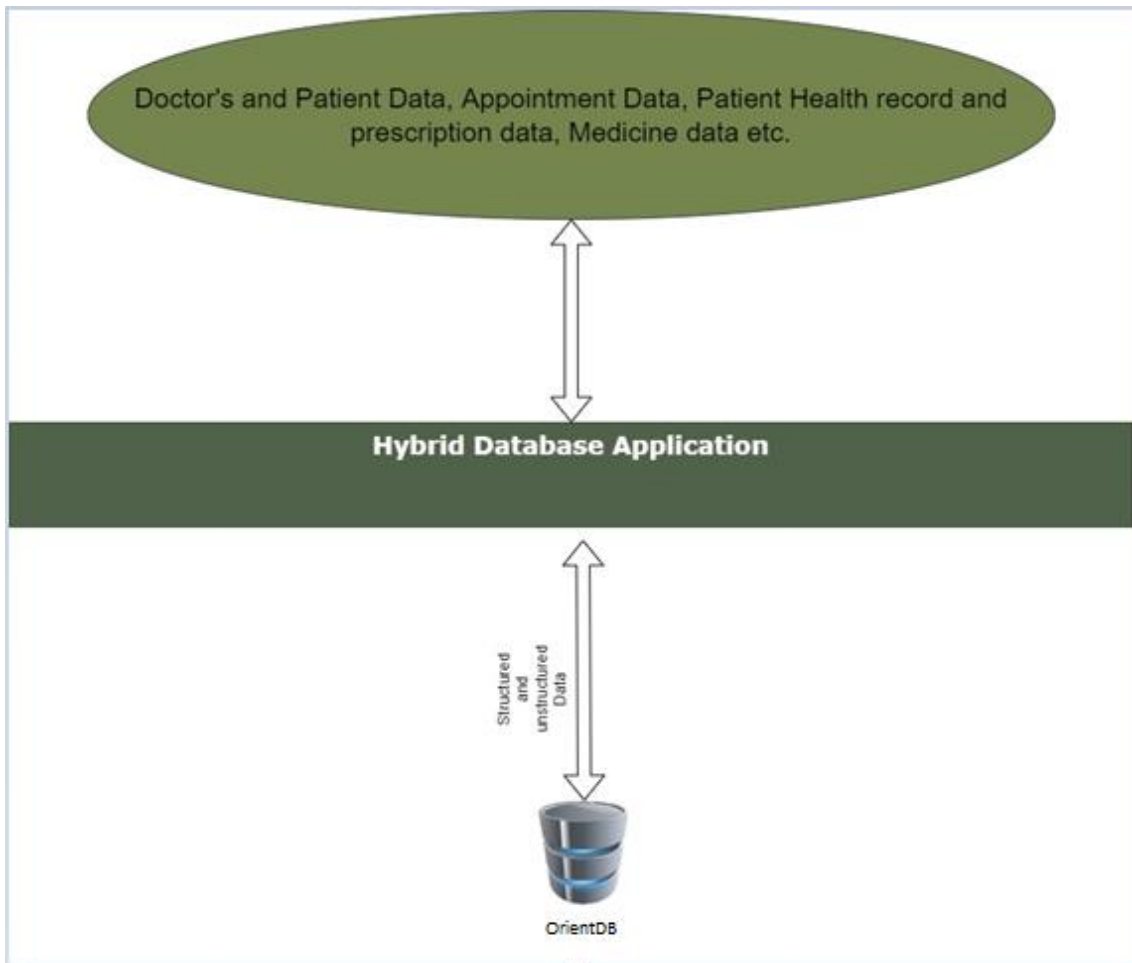 Doctor's and Patient Data, Appointment Data, Patient Health record and
prescription data, Medicine data etc.
Hybrid Database Application
Structured
and
unstructured
Data
OrientDB